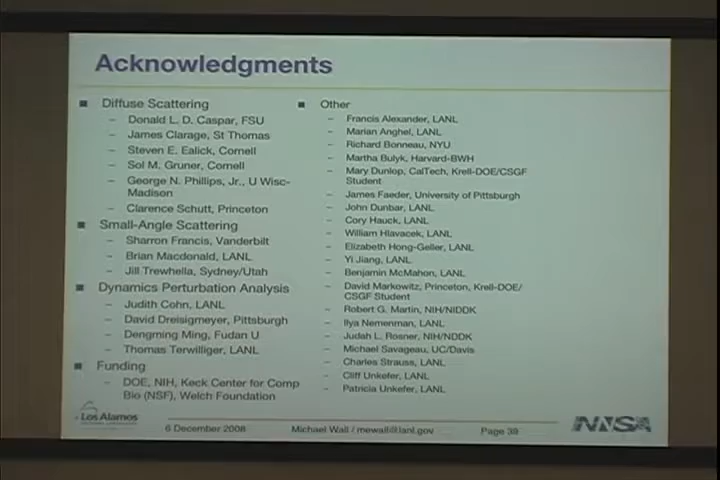 Acknowledgments
■ Diffuse Scattering
– Donald L. D. Caspar, FSU
– James Clarage, St Thomas
– Steven E. Ealick, Cornell
– Sol M. Gruner, Cornell
– George N. Phillips, Jr., U Wisc-
Madison
– Clarence Schutt, Princeton
■ Small-Angle Scattering
– Sharron Francis, Vanderbilt
– Brian Macdonald, LANL
– Jill Trewhella, Sydney/Utah
■ Dynamics Perturbation Analysis
– Judith Cohn, LANL
– David Dreisigmeyer, Pittsburgh
– Dengming Ming, Fudan U
– Thomas Terwilliger, LANL
■ Funding
– DOE, NIH, Keck Center for Comp
Bio (NSF), Welch Foundation
■ Other
– Francis Alexander, LANL
– Marian Anghel, LANL
– Richard Bonneau, NYU
– Martha Bulyk, Harvard-BWH
– Mary Dunlop, CalTech, Krell-DOE/CSGF
Student
– James Faeder, University of Pittsburgh
– John Dunbar, LANL
– Cory Hauck, LANL
– William Hlavacek, LANL
– Elizabeth Hong-Geller, LANL
– Yi Jiang, LANL
– Benjamin McMahon, LANL
– David Markowitz, Princeton, Krell-DOE/
CSGF Student
– Robert G. Martin, NIH/NIDDK
– Ilya Nemenman, LANL
– Judah L. Rosner, NIH/NDDK
– Michael Savageau, UC/Davis
– Charles Strauss, LANL
– Cliff Unkefer, LANL
– Patricia Unkefer, LANL
Los Alamos
6 December 2008
Michael Wall / mewall@lanl.gov
Page 39
NNSA